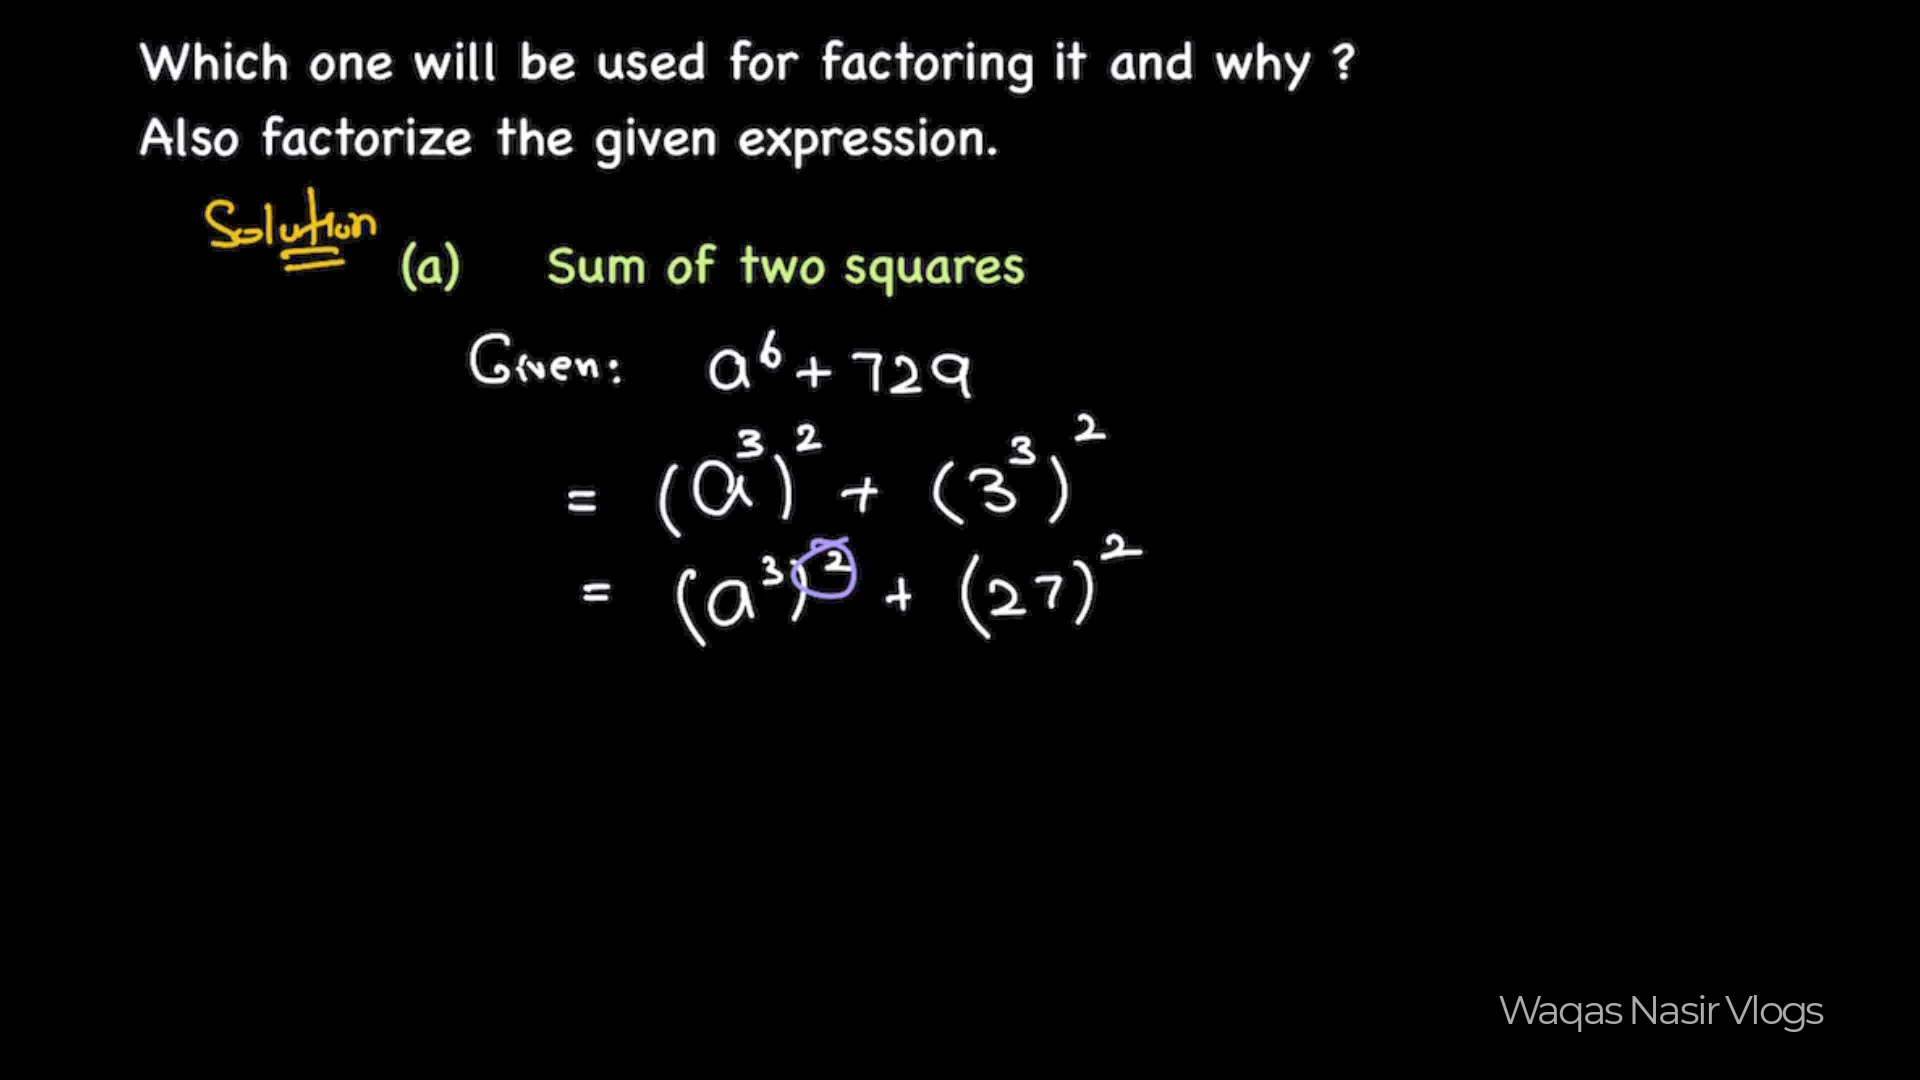 Which one will be used for factoring it and why ?
Also factorize the given expression.
Solution
(a) Sum of two squares
Given: a⁶ + 729
= (a³)² + (3³)²
= (a³)² + (27)²
Waqas Nasir Vlogs